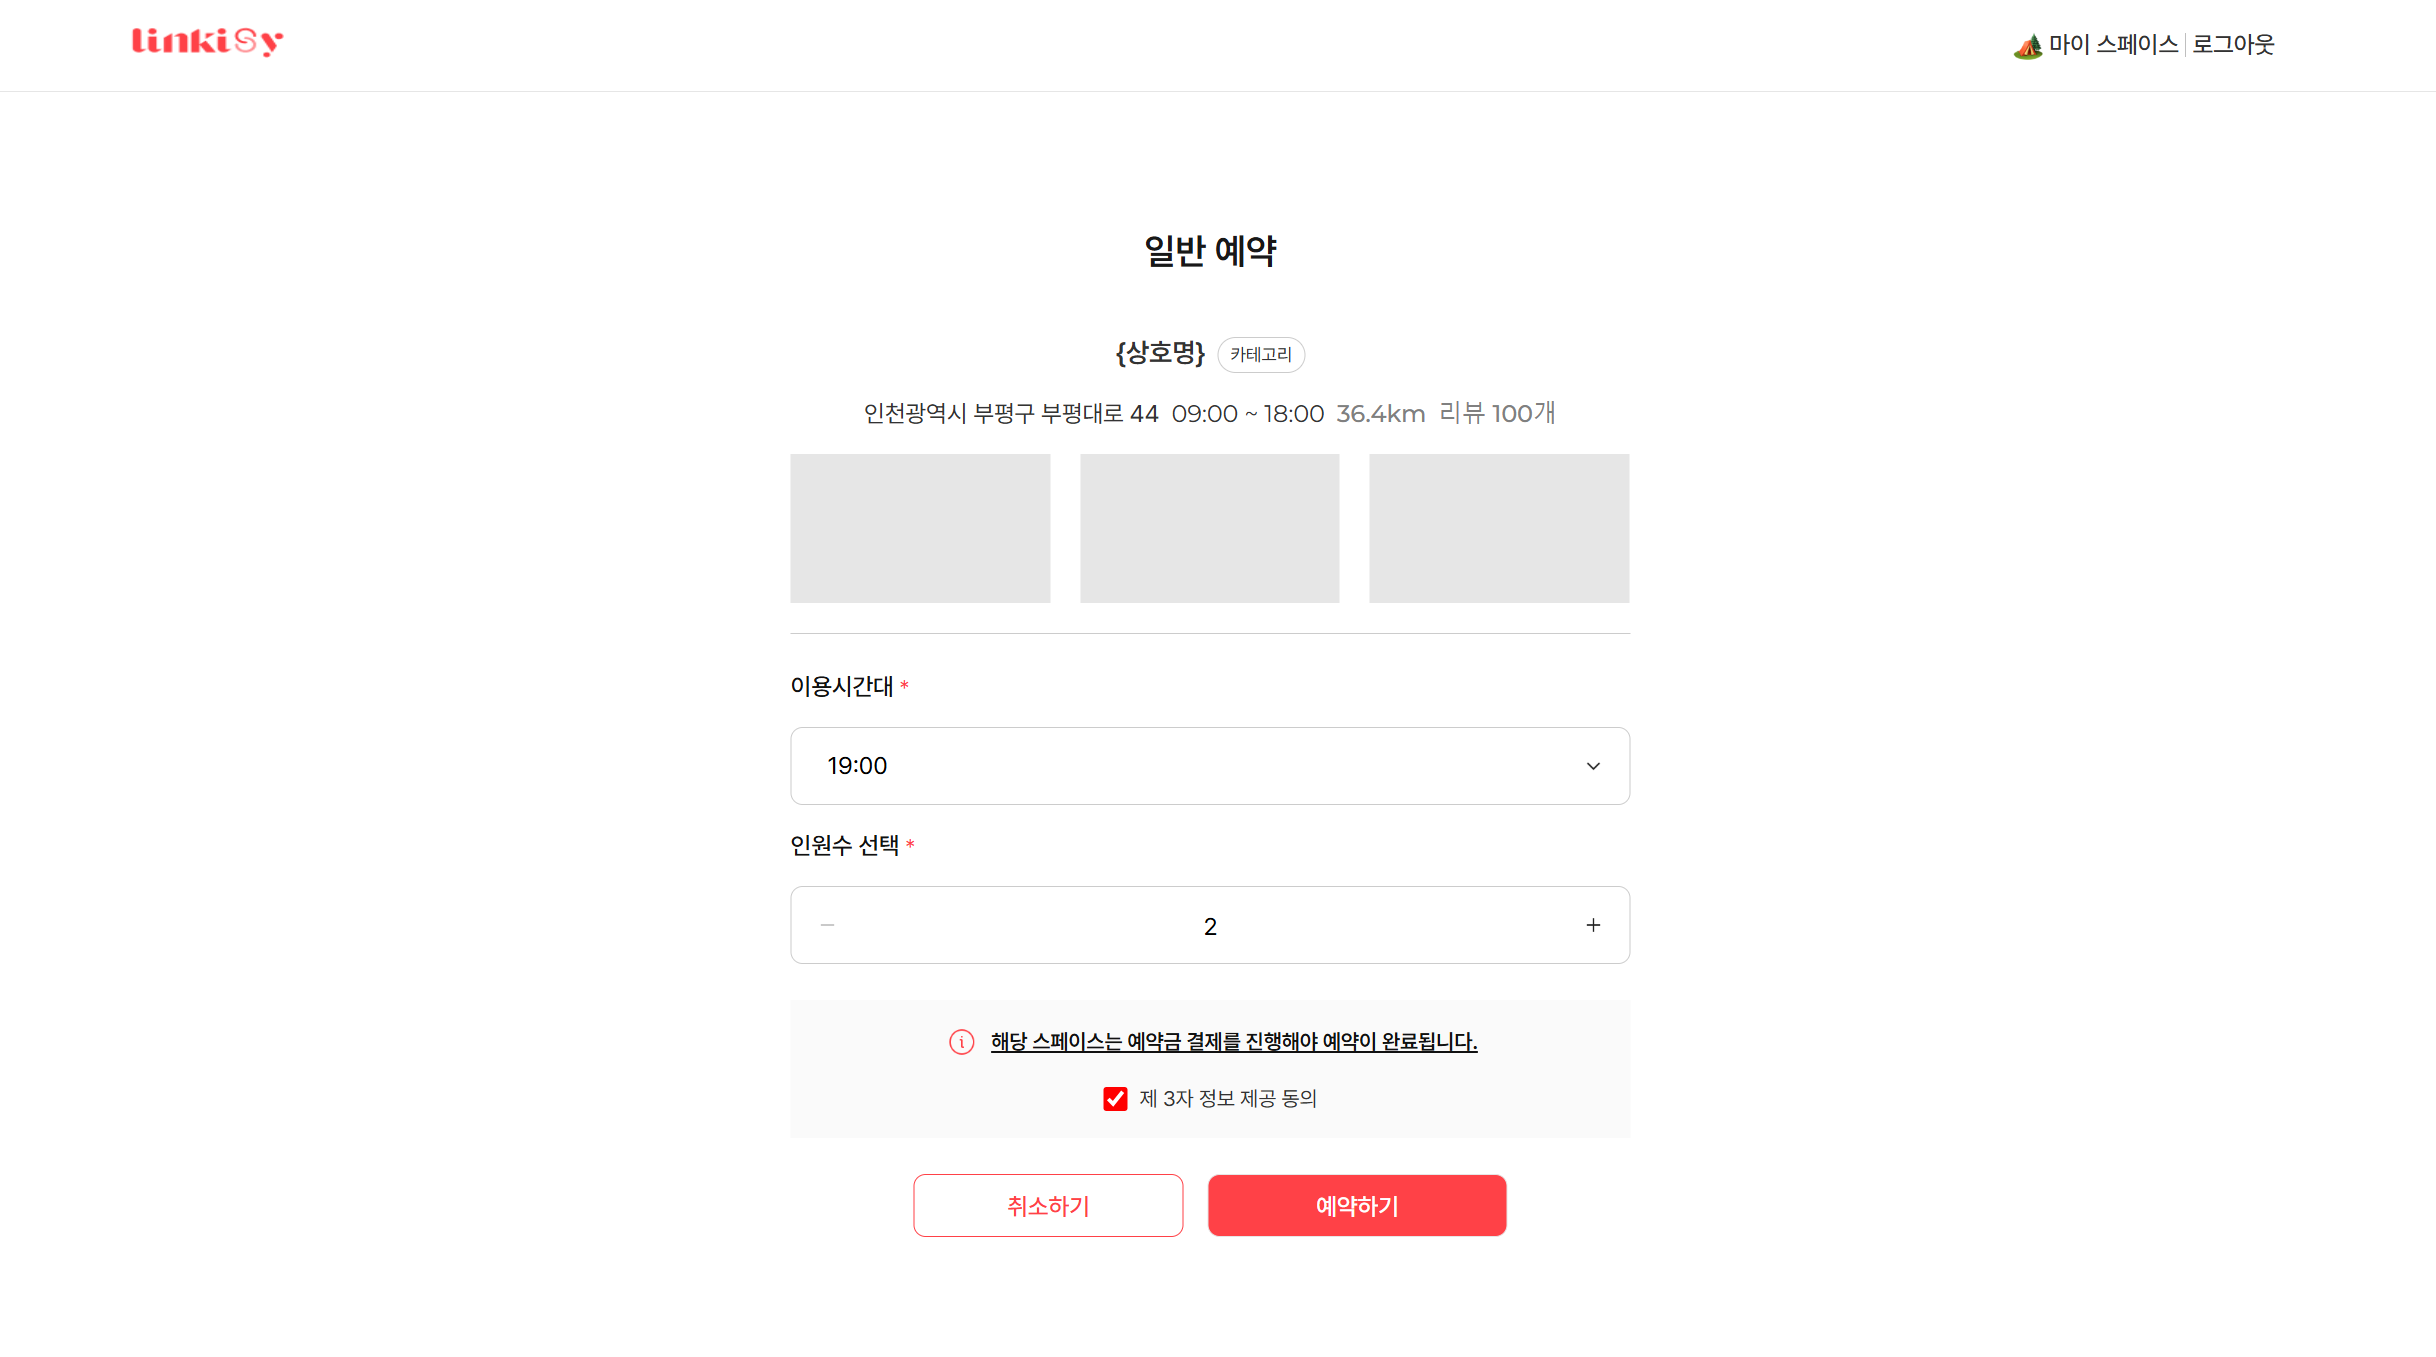 linkisy
마이 스페이스 | 로그아웃
일반 예약
{상호명} 카테고리
인천광역시 부평구 부평대로 44 09:00 ~ 18:00 36.4km 리뷰 100개
이용시간대 *
19:00
인원수 선택 *
− 2 +
해당 스페이스는 예약금 결제를 진행해야 예약이 완료됩니다.
제 3자 정보 제공 동의
취소하기 예약하기